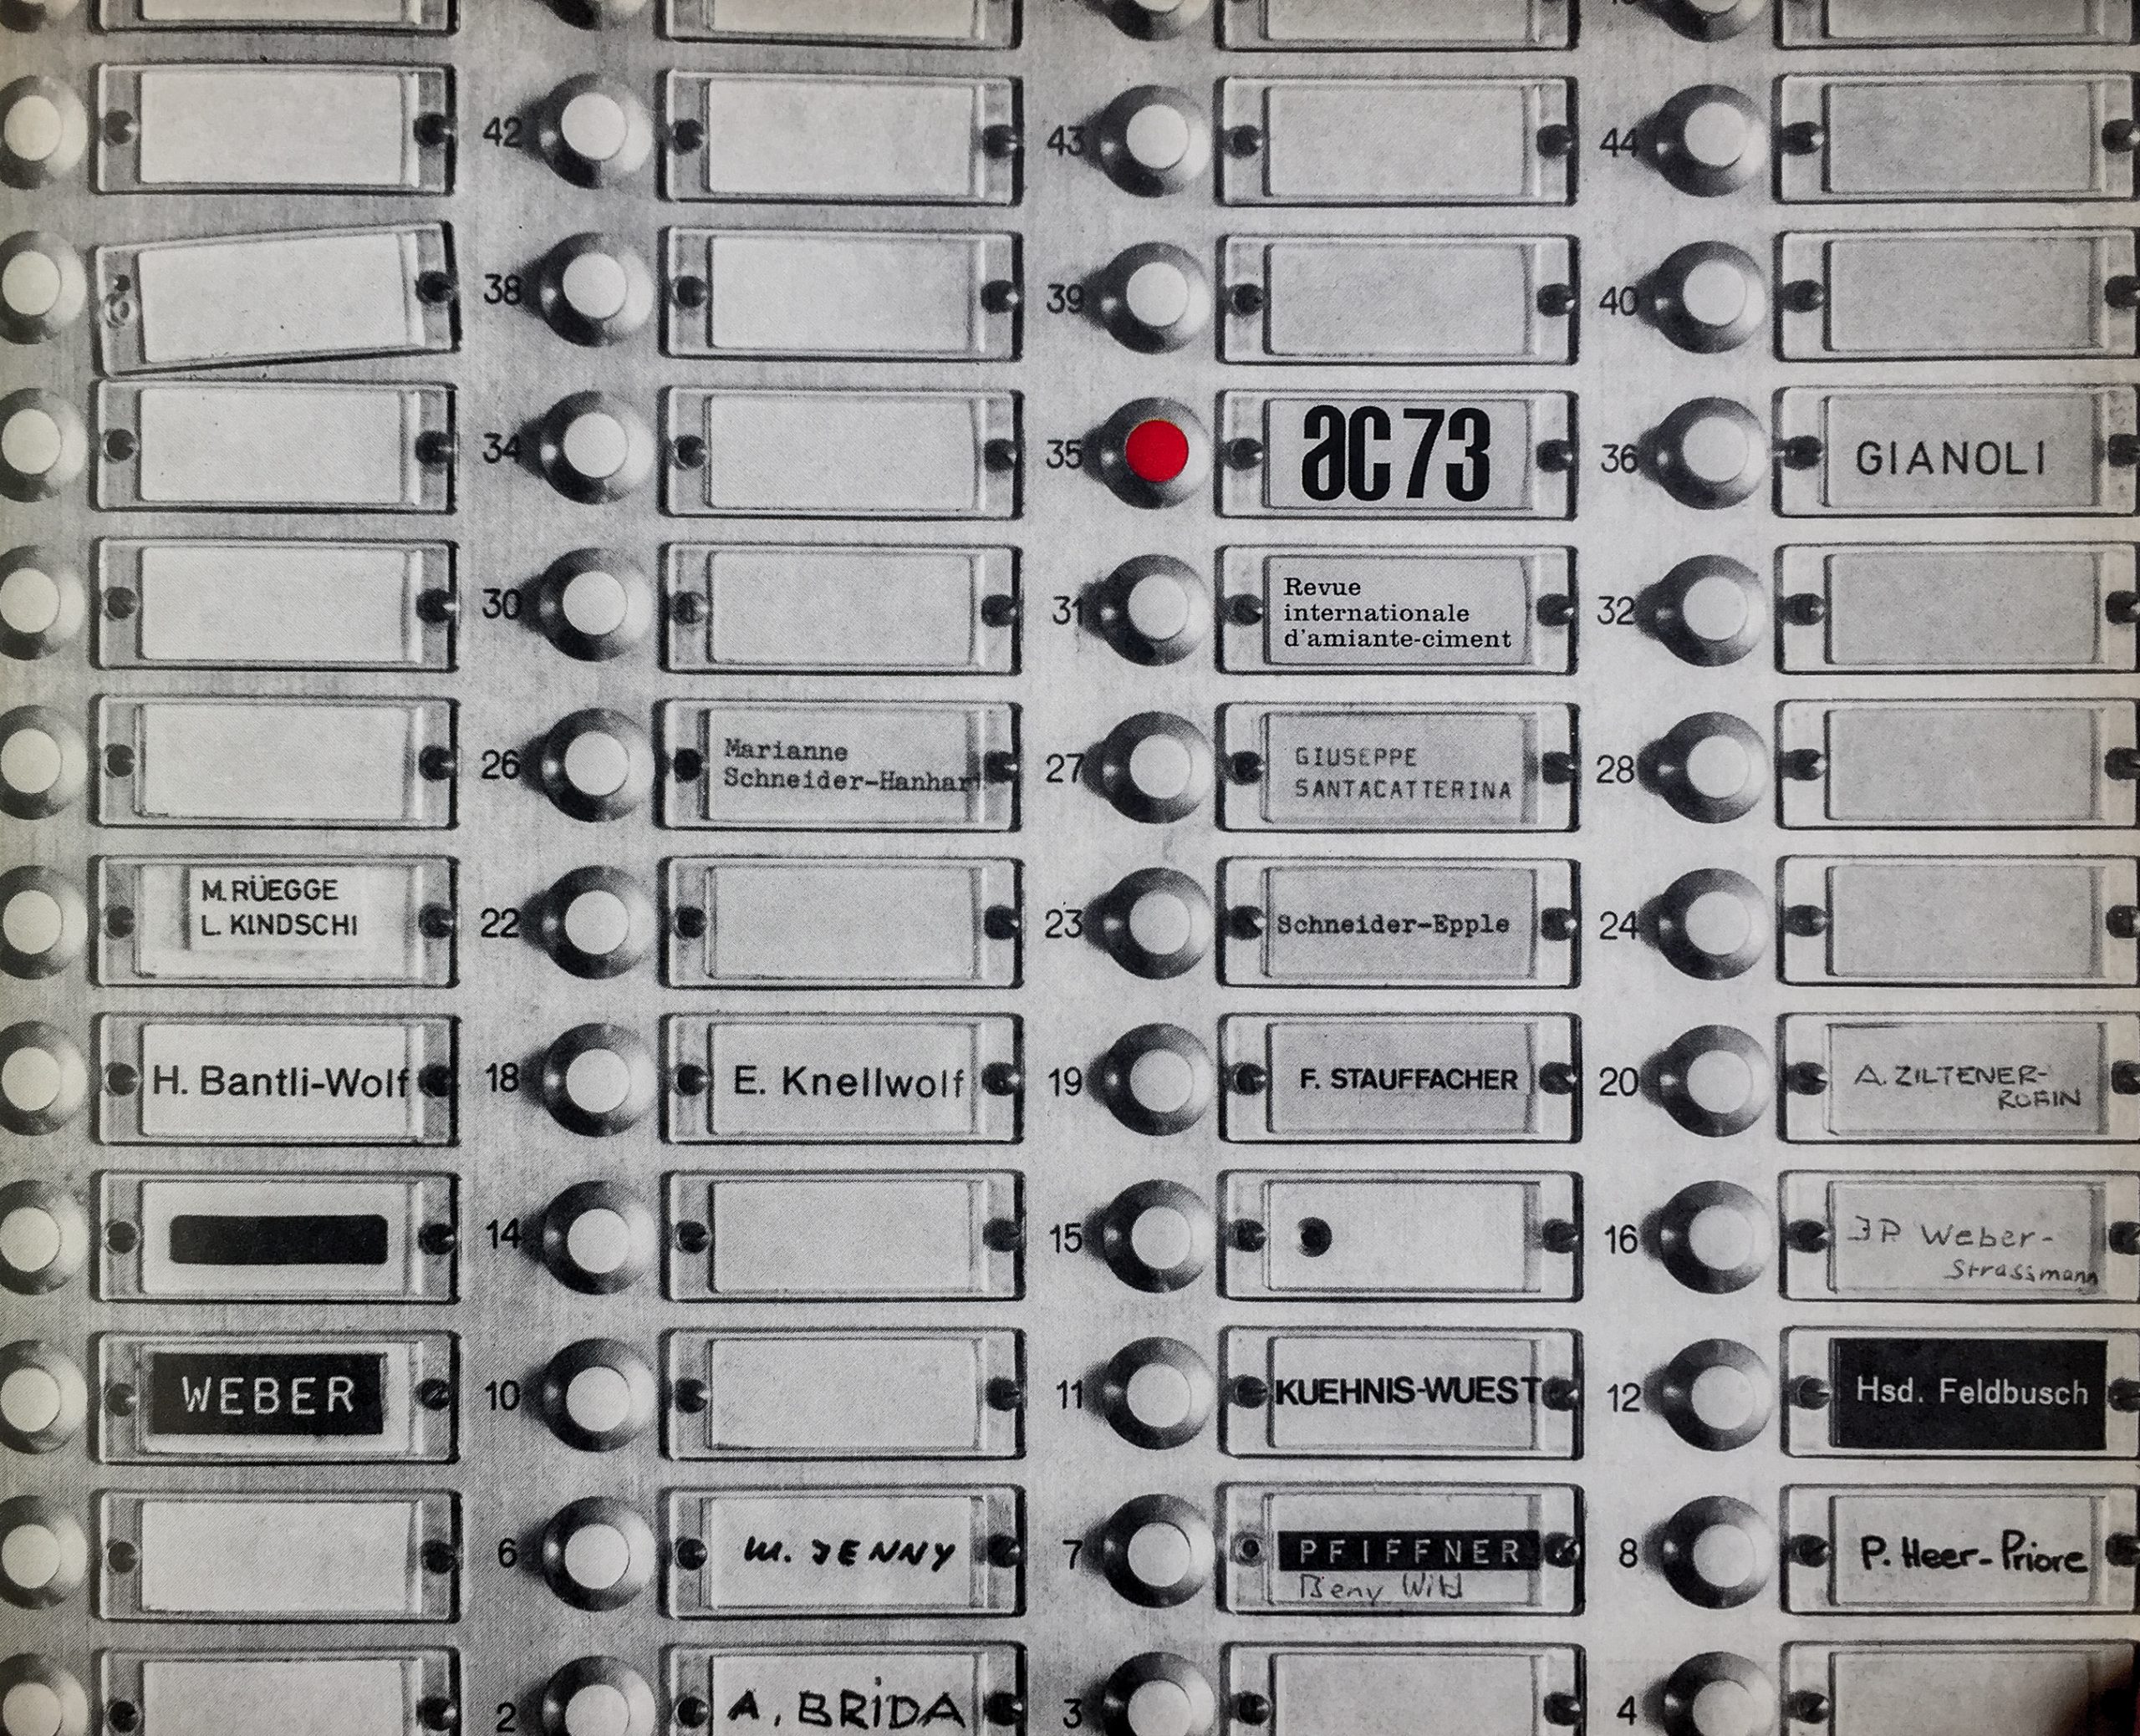 42
43
44
38
39
40
34
35
ac 73
36
GIANOLI
30
31
Revue
internationale
d'amiante-ciment
32
26
Marianne
Schneider-Hanhar
27
GIUSEPPE
SANTACATTERINA
28
M. RÜEGGE
L. KINDSCHI
22
23
Schneider-Epple
24
H. Bantli-Wolf
18
E. Knellwolf
19
F. STAUFFACHER
20
A. ZILTENER-
ROBIN
14
15
16
JP Weber-
Strassmann
WEBER
10
11
KUEHNIS-WUEST
12
Hsd. Feldbusch
6
M. JENNY
7
PFIFFNER
Beny Wild
8
P. Heer-Priore
2
A. BRiDA
3
4